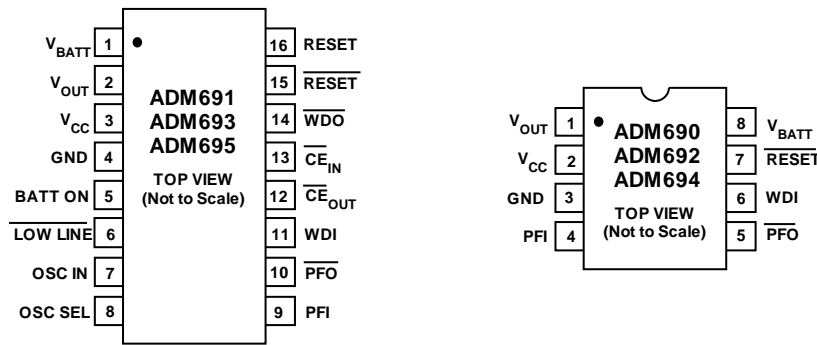 VBATT 1 16 RESET
VOUT 2 15 RESET
VCC 3 14 WDO
GND 4 13 CEIN
BATT ON 5 12 CEOUT
LOW LINE 6 11 WDI
OSC IN 7 10 PFO
OSC SEL 8 9 PFI
ADM691
ADM693
ADM695
TOP VIEW
(Not to Scale)
VOUT 1 8 VBATT
VCC 2 7 RESET
GND 3 6 WDI
PFI 4 5 PFO
ADM690
ADM692
ADM694
TOP VIEW
(Not to Scale)